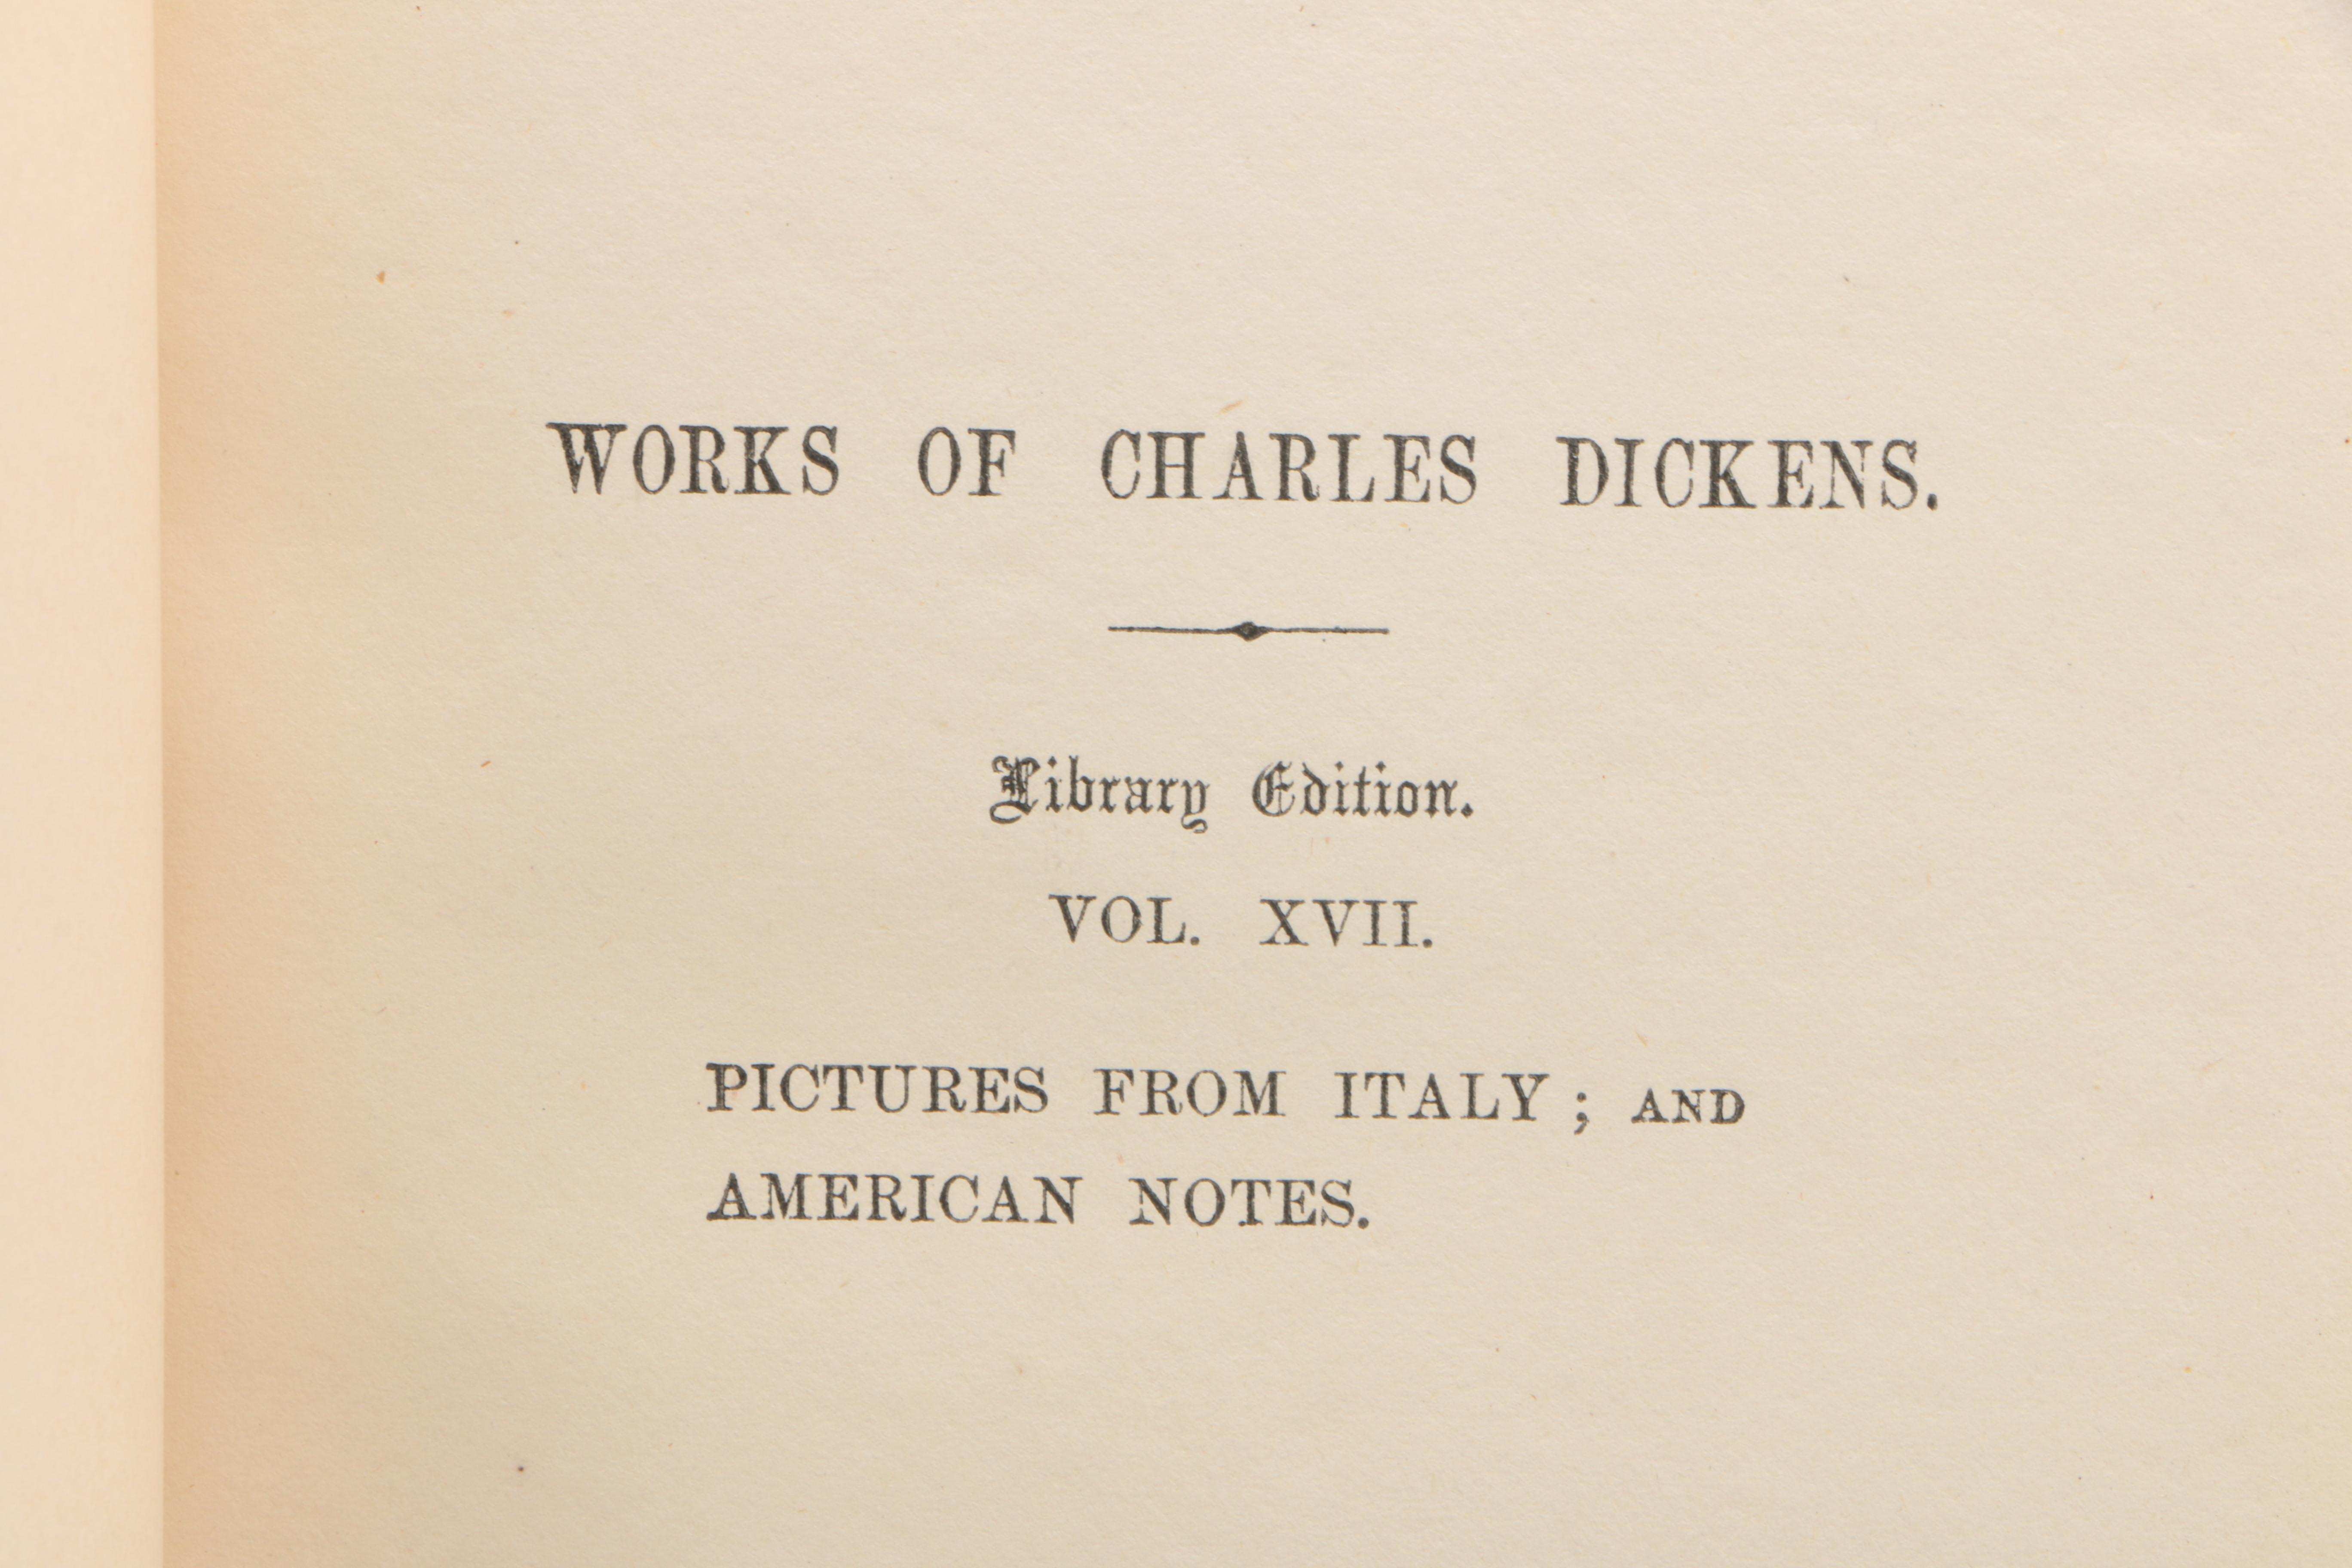 WORKS OF CHARLES DICKENS.
Library Edition.
VOL. XVII.
PICTURES FROM ITALY; AND
AMERICAN NOTES.